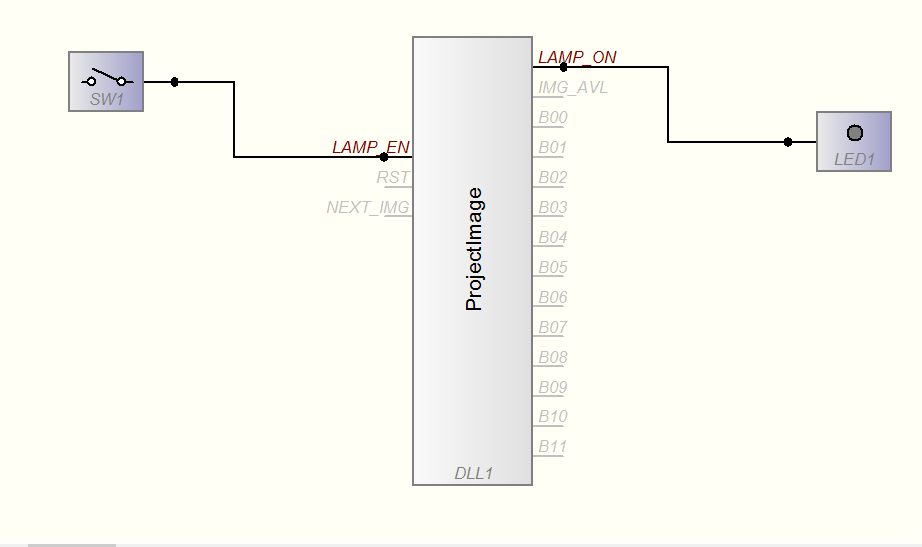 SW1
LAMP_EN
RST
NEXT_IMG
ProjectImage
DLL1
LAMP_ON
IMG_AVL
B00
B01
B02
B03
B04
B05
B06
B07
B08
B09
B10
B11
LED1